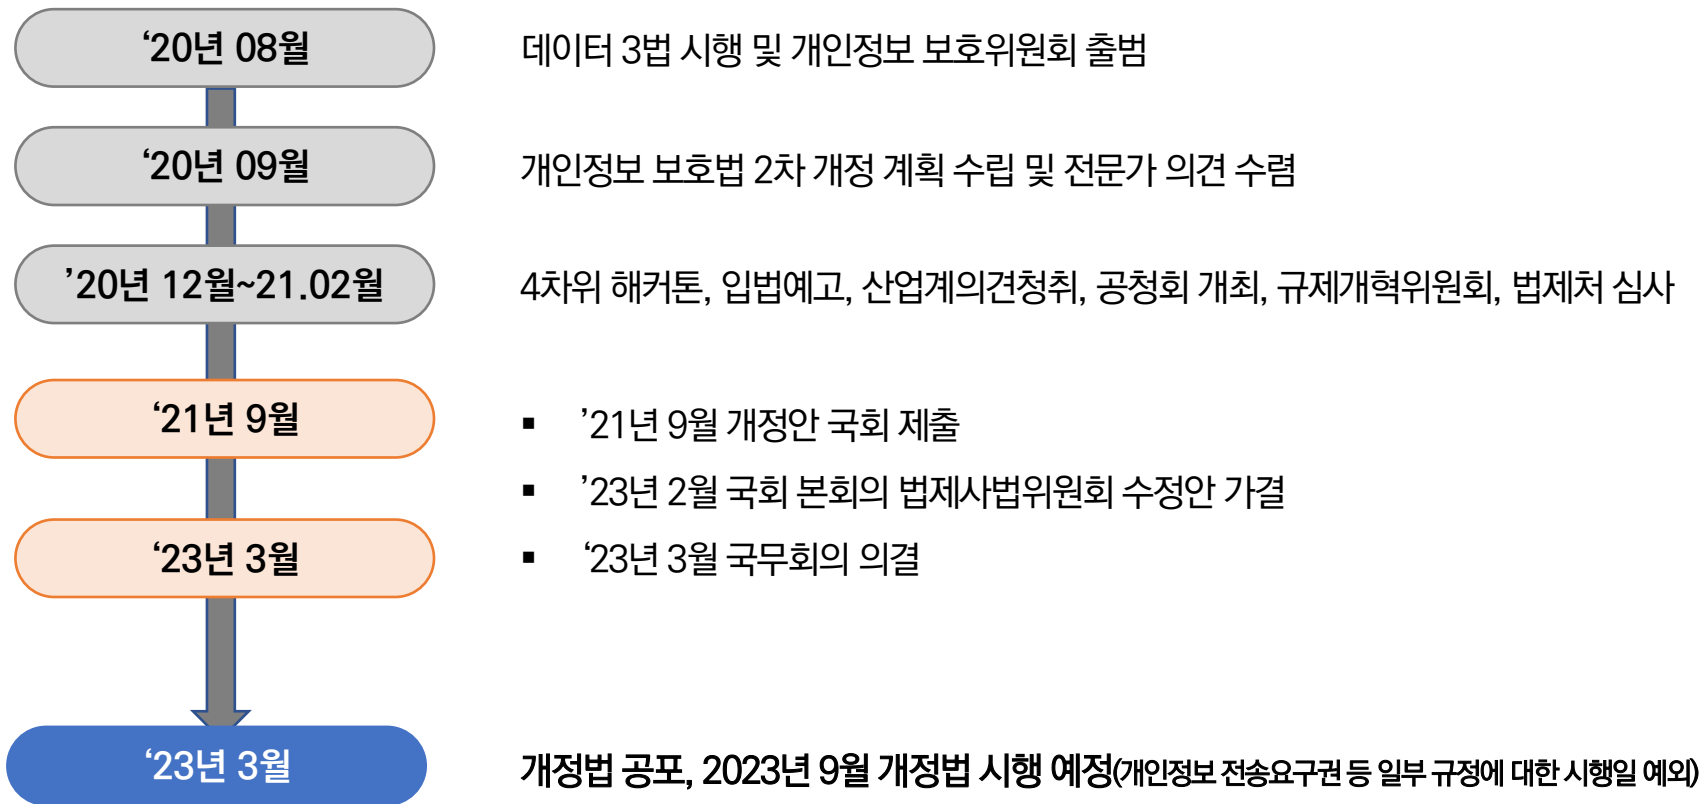 ‘20년 08월
데이터 3법 시행 및 개인정보 보호위원회 출범
‘20년 09월
개인정보 보호법 2차 개정 계획 수립 및 전문가 의견 수렴
’20년 12월~21.02월
4차위 해커톤, 입법예고, 산업계의견청취, 공청회 개최, 규제개혁위원회, 법제처 심사
‘21년 9월
▪ ’21년 9월 개정안 국회 제출
▪ ’23년 2월 국회 본회의 법제사법위원회 수정안 가결
‘23년 3월
▪ ‘23년 3월 국무회의 의결
‘23년 3월
개정법 공포, 2023년 9월 개정법 시행 예정(개인정보 전송요구권 등 일부 규정에 대한 시행일 예외)